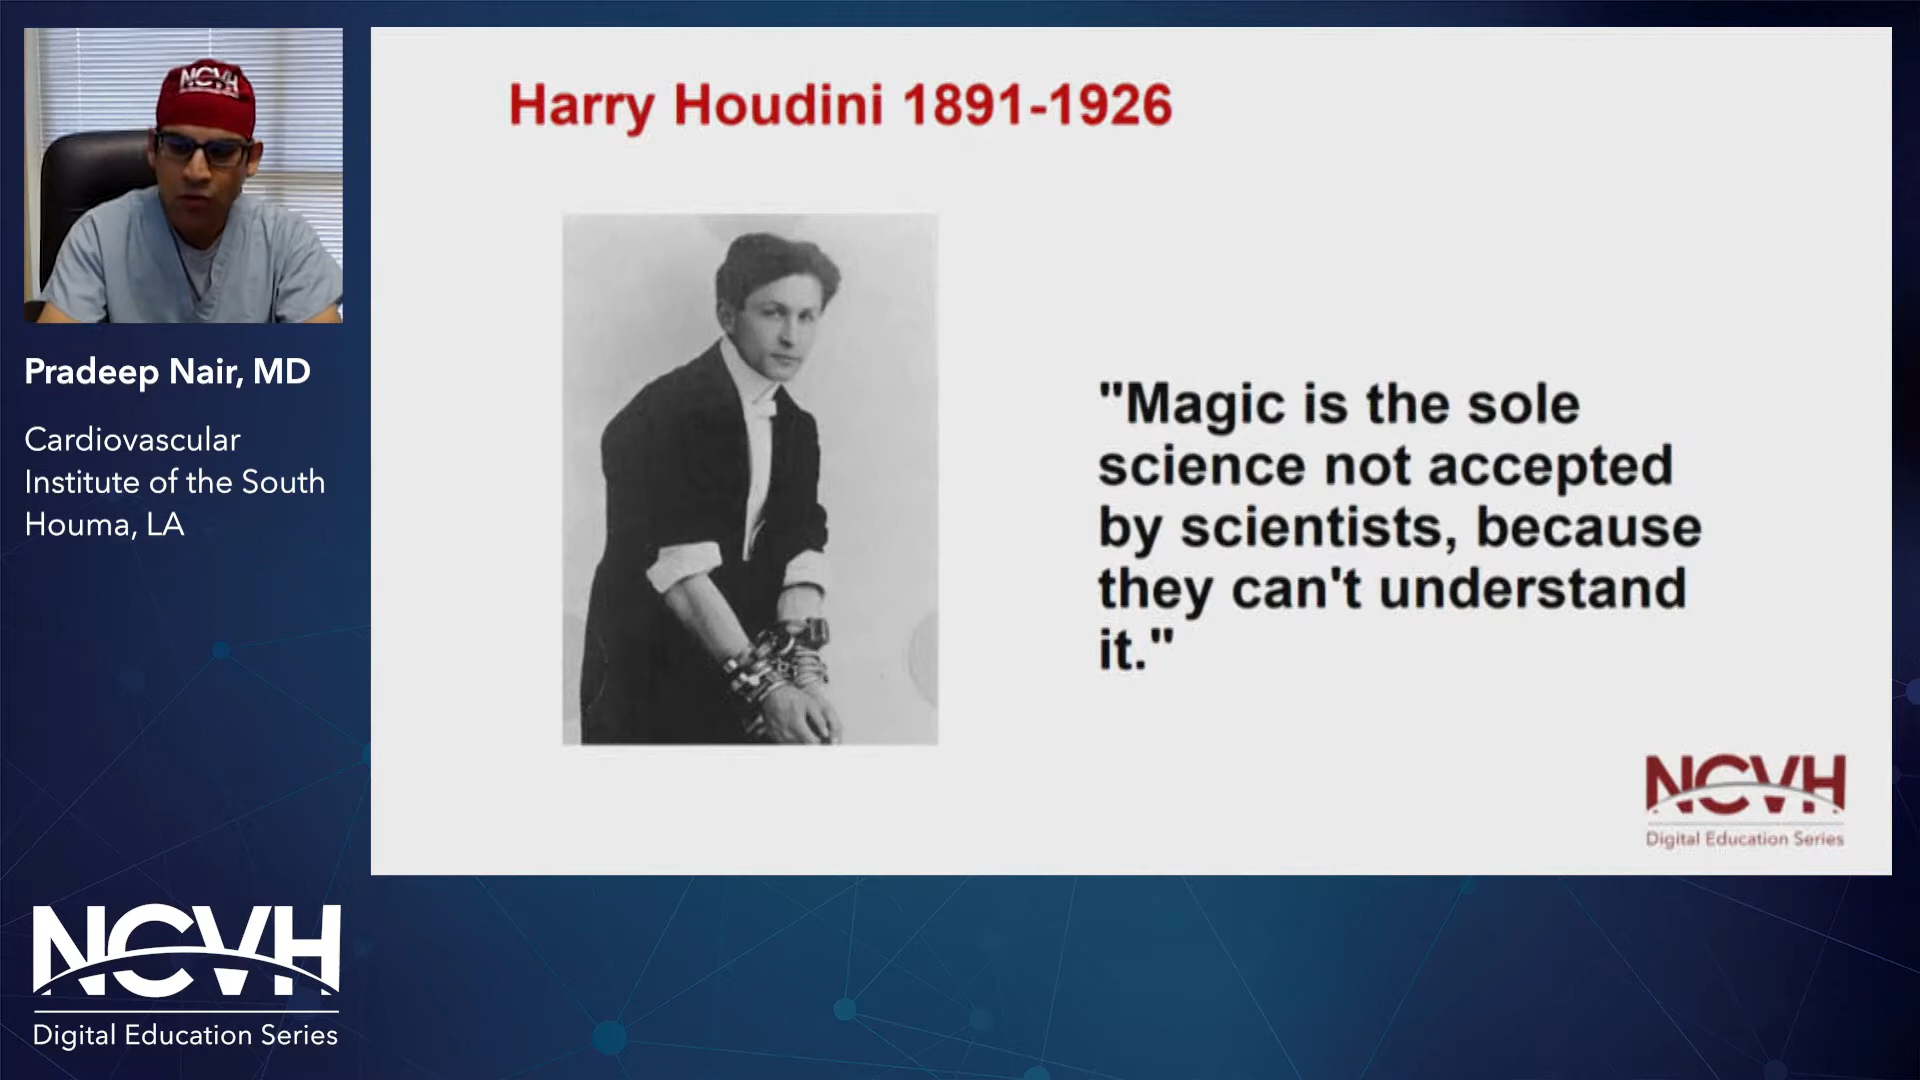 NCVH
Pradeep Nair, MD
Cardiovascular
Institute of the South
Houma, LA
NCVH
Digital Education Series
Harry Houdini 1891-1926
"Magic is the sole
science not accepted
by scientists, because
they can't understand
it."
NCVH
Digital Education Series